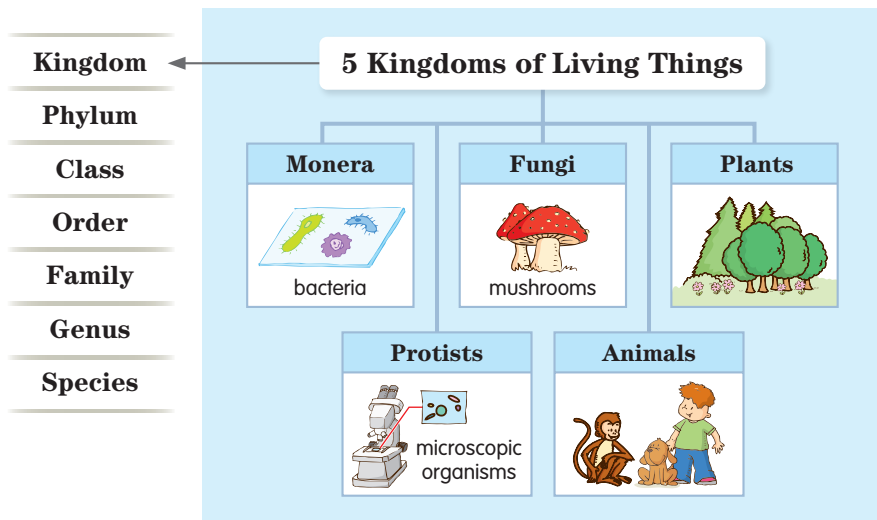 Kingdom
Phylum
Class
Order
Family
Genus
Species
5 Kingdoms of Living Things
Monera
bacteria
Fungi
mushrooms
Plants
Protists
microscopic
organisms
Animals